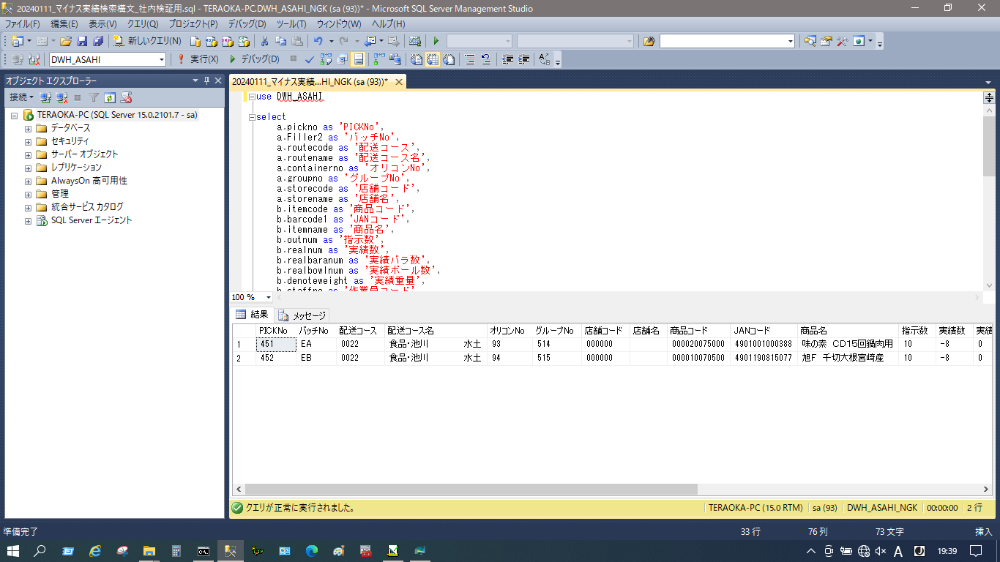 20240111_マイナス実績検索構文_社内検証用.sql - TERAOKA-PC.DWH_ASAHI_NGK (sa (93))* - Microsoft SQL Server Management Studio
ファイル(F) 編集(E) 表示(V) クエリ(Q) プロジェクト(P) デバッグ(D) ツール(T) ウィンドウ(W) ヘルプ(H)
新しいクエリ(N)
DWH_ASAHI 実行(X) デバッグ(D)
オブジェクト エクスプローラー
接続
TERAOKA-PC (SQL Server 15.0.2101.7 - sa)
データベース
セキュリティ
サーバー オブジェクト
レプリケーション
AlwaysOn 高可用性
管理
統合サービス カタログ
SQL Server エージェント
20240111_マイナス実績...HI_NGK (sa (93))*
use DWH_ASAHI
select
a.pickno as 'PICKNo',
a.Filler2 as 'バッチNo',
a.routecode as '配送コース',
a.routename as '配送コース名',
a.containerno as 'オリコンNo',
a.groupno as 'グループNo',
a.storecode as '店舗コード',
a.storename as '店舗名',
b.itemcode as '商品コード',
b.barcode1 as 'JANコード',
b.itemname as '商品名',
b.outnum as '指示数',
b.realnum as '実績数',
b.realbaranum as '実績バラ数',
b.realbowlnum as '実績ボール数',
b.denoteweight as '実績重量',
b.staffno as '作業員コード'
100 %
結果 メッセージ
PICKNo バッチNo 配送コース 配送コース名 オリコンNo グループNo 店舗コード 店舗名 商品コード JANコード 商品名 指示数 実績数 実績
1 451 EA 0022 食品・池川 水土 93 514 000000 000020075000 4901001000388 味の素 CD15回鍋肉用 10 -8 0
2 452 EB 0022 食品・池川 水土 94 515 000000 000010070500 4901190815077 旭F 千切大根宮崎産 10 -8 0
クエリが正常に実行されました。 TERAOKA-PC (15.0 RTM) sa (93) DWH_ASAHI_NGK 00:00:00 2 行
準備完了 33 行 76 列 73 文字 挿入
A 19:39